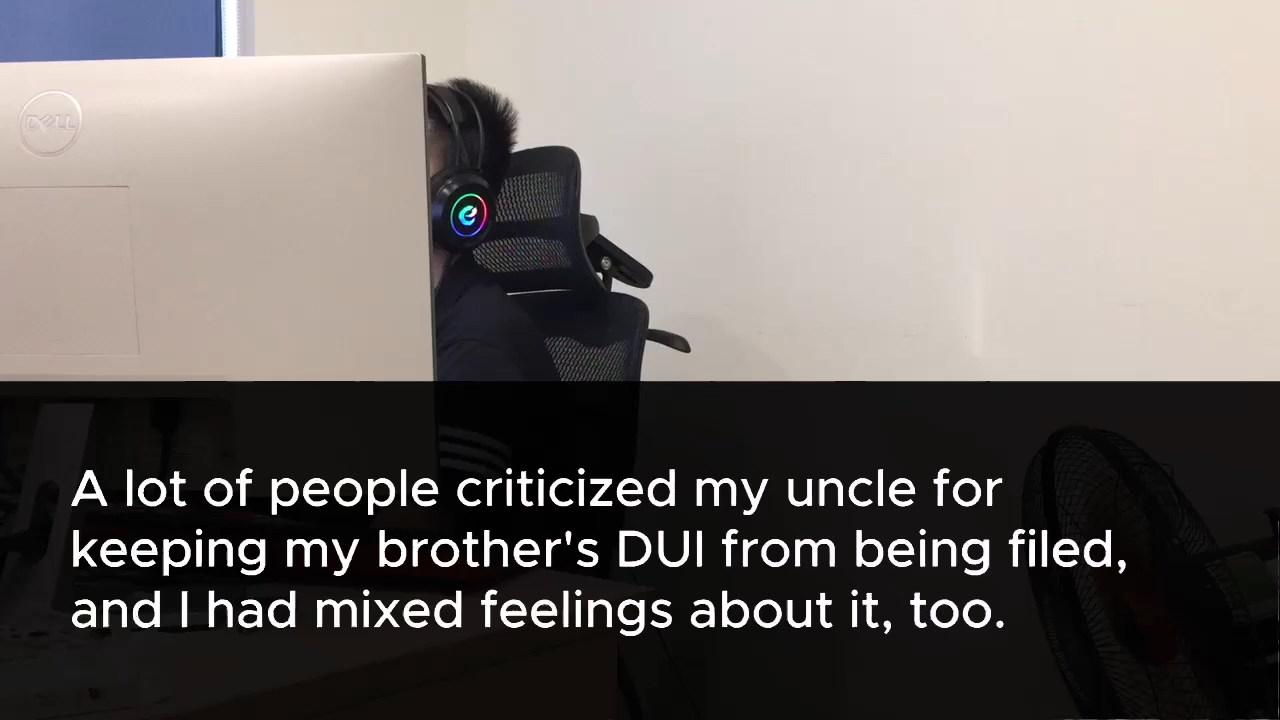 DELL
A lot of people criticized my uncle for
keeping my brother's DUI from being filed,
and I had mixed feelings about it, too.